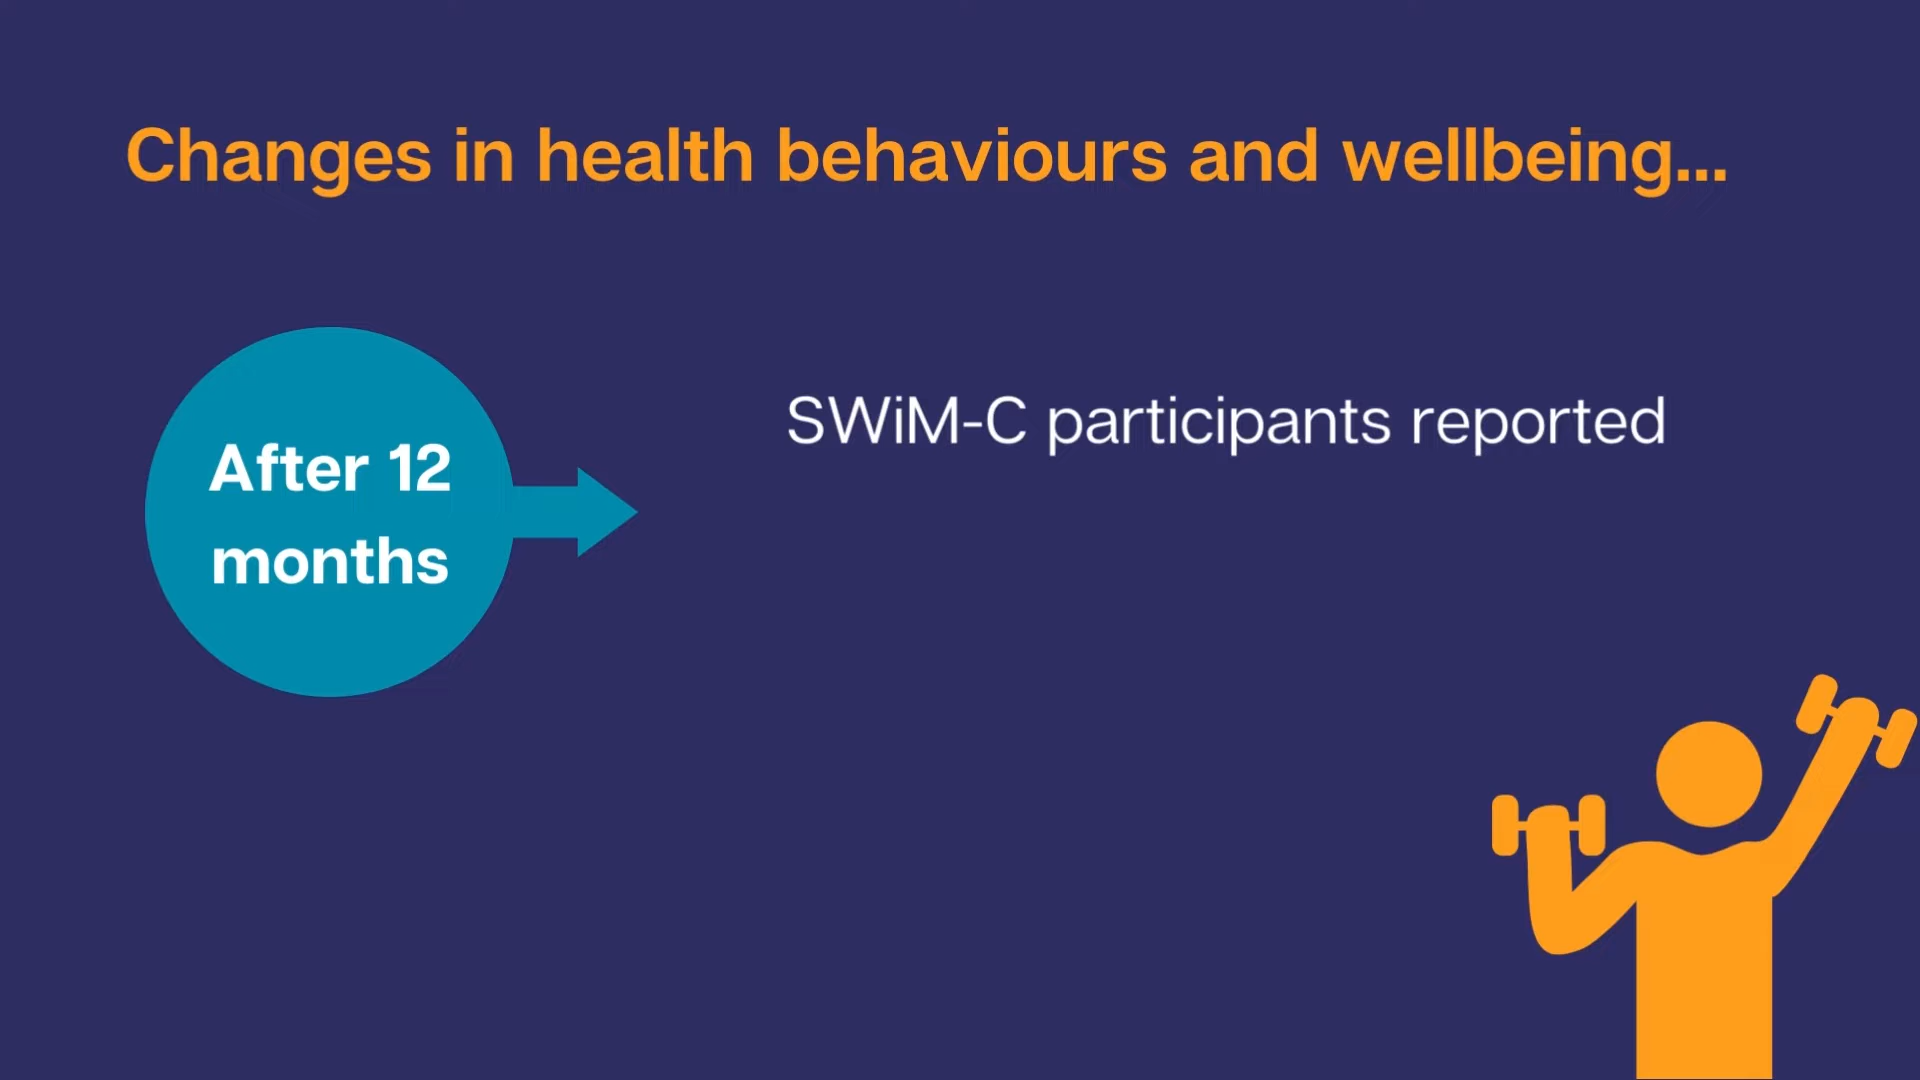 Changes in health behaviours and wellbeing...
After 12
months
SWiM-C participants reported